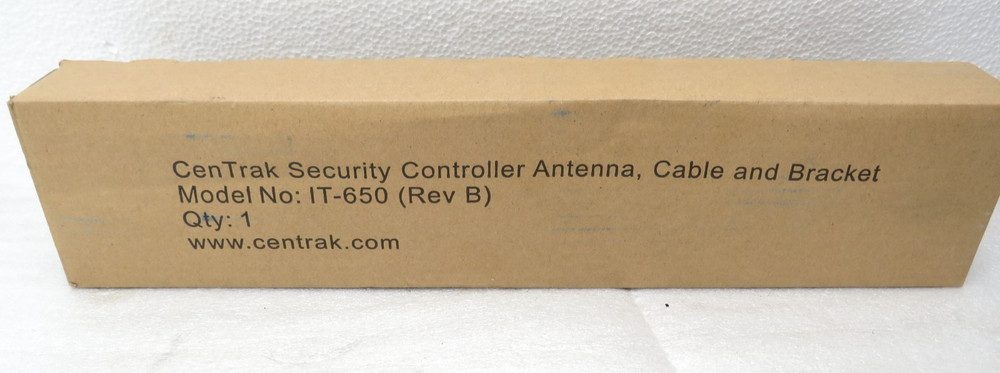 CenTrak Security Controller Antenna, Cable and Bracket
Model No: IT-650 (Rev B)
Qty: 1
www.centrak.com